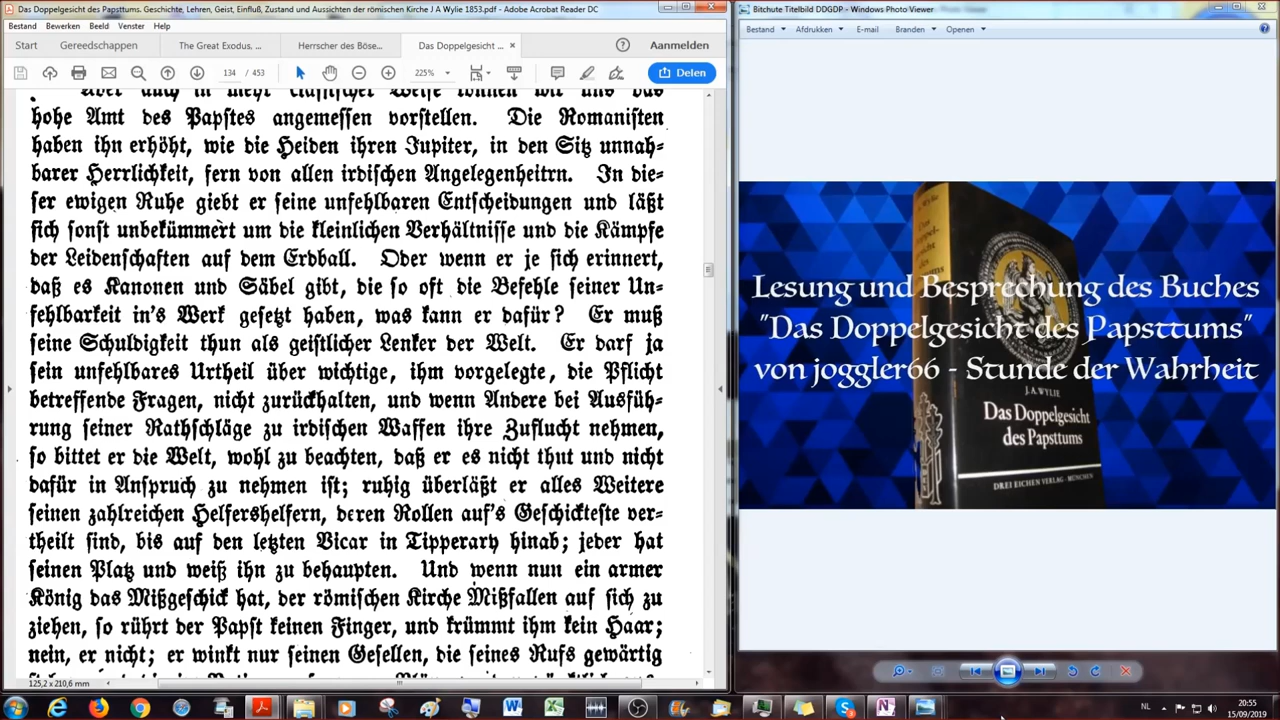 Das Doppelgesicht des Papsttums. Geschichte, Lehren, Geist, Einfluß, Zustand und Aussichten der römischen Kirche J A Wylie 1853.pdf - Adobe Acrobat Reader DC
Bestand Bewerken Beeld Venster Help
Start Gereedschappen The Great Exodus. ... Herrscher des Böse... Das Doppelgesicht ... × Aanmelden
134 / 453 225% Delen
Aber auch in mehr classischer Weise können wir uns das
hohe Amt des Papstes angemessen vorstellen. Die Romanisten
haben ihn erhöht, wie die Heiden ihren Jupiter, in den Sitz unnah-
barer Herrlichkeit, fern von allen irdischen Angelegenheitrn. In die-
ser ewigen Ruhe giebt er seine unfehlbaren Entscheidungen und läßt
sich sonst unbekümmert um die kleinlichen Verhältnisse und die Kämpfe
der Leidenschaften auf dem Erdball. Oder wenn er je sich erinnert,
daß es Kanonen und Säbel gibt, die so oft die Befehle seiner Un-
fehlbarkeit in's Werk gesetzt haben, was kann er dafür? Er muß
seine Schuldigkeit thun als geistlicher Lenker der Welt. Er darf ja
sein unfehlbares Urtheil über wichtige, ihm vorgelegte, die Pflicht
betreffende Fragen, nicht zurückhalten, und wenn Andere bei Ausfüh-
rung seiner Rathschläge zu irdischen Waffen ihre Zuflucht nehmen,
so bittet er die Welt, wohl zu beachten, daß er es nicht thut und nicht
dafür in Anspruch zu nehmen ist; ruhig überläßt er alles Weitere
seinen zahlreichen Helfershelfern, deren Rollen auf's Geschickteste ver-
theilt sind, bis auf den letzten Vicar in Tipperary hinab; jeder hat
seinen Platz und weiß ihn zu behaupten. Und wenn nun ein armer
König das Mißgeschick hat, der römischen Kirche Mißfallen auf sich zu
ziehen, so rührt der Papst keinen Finger, und krümmt ihm kein Haar;
nein, er nicht; er winkt nur seinen Gesellen, die seines Rufs gewärtig
125,2 x 210,6 mm
Bitchute Titelbild DDGDP - Windows Photo Viewer
Bestand Afdrukken E-mail Branden Openen
Lesung und Besprechung des Buches
"Das Doppelgesicht des Papsttums"
von joggler66 - Stunde der Wahrheit
J.A. WYLIE
Das Doppelgesicht
des Papsttums
DREI EICHEN VERLAG · MÜNCHEN
NL 20:55
15/09/2019